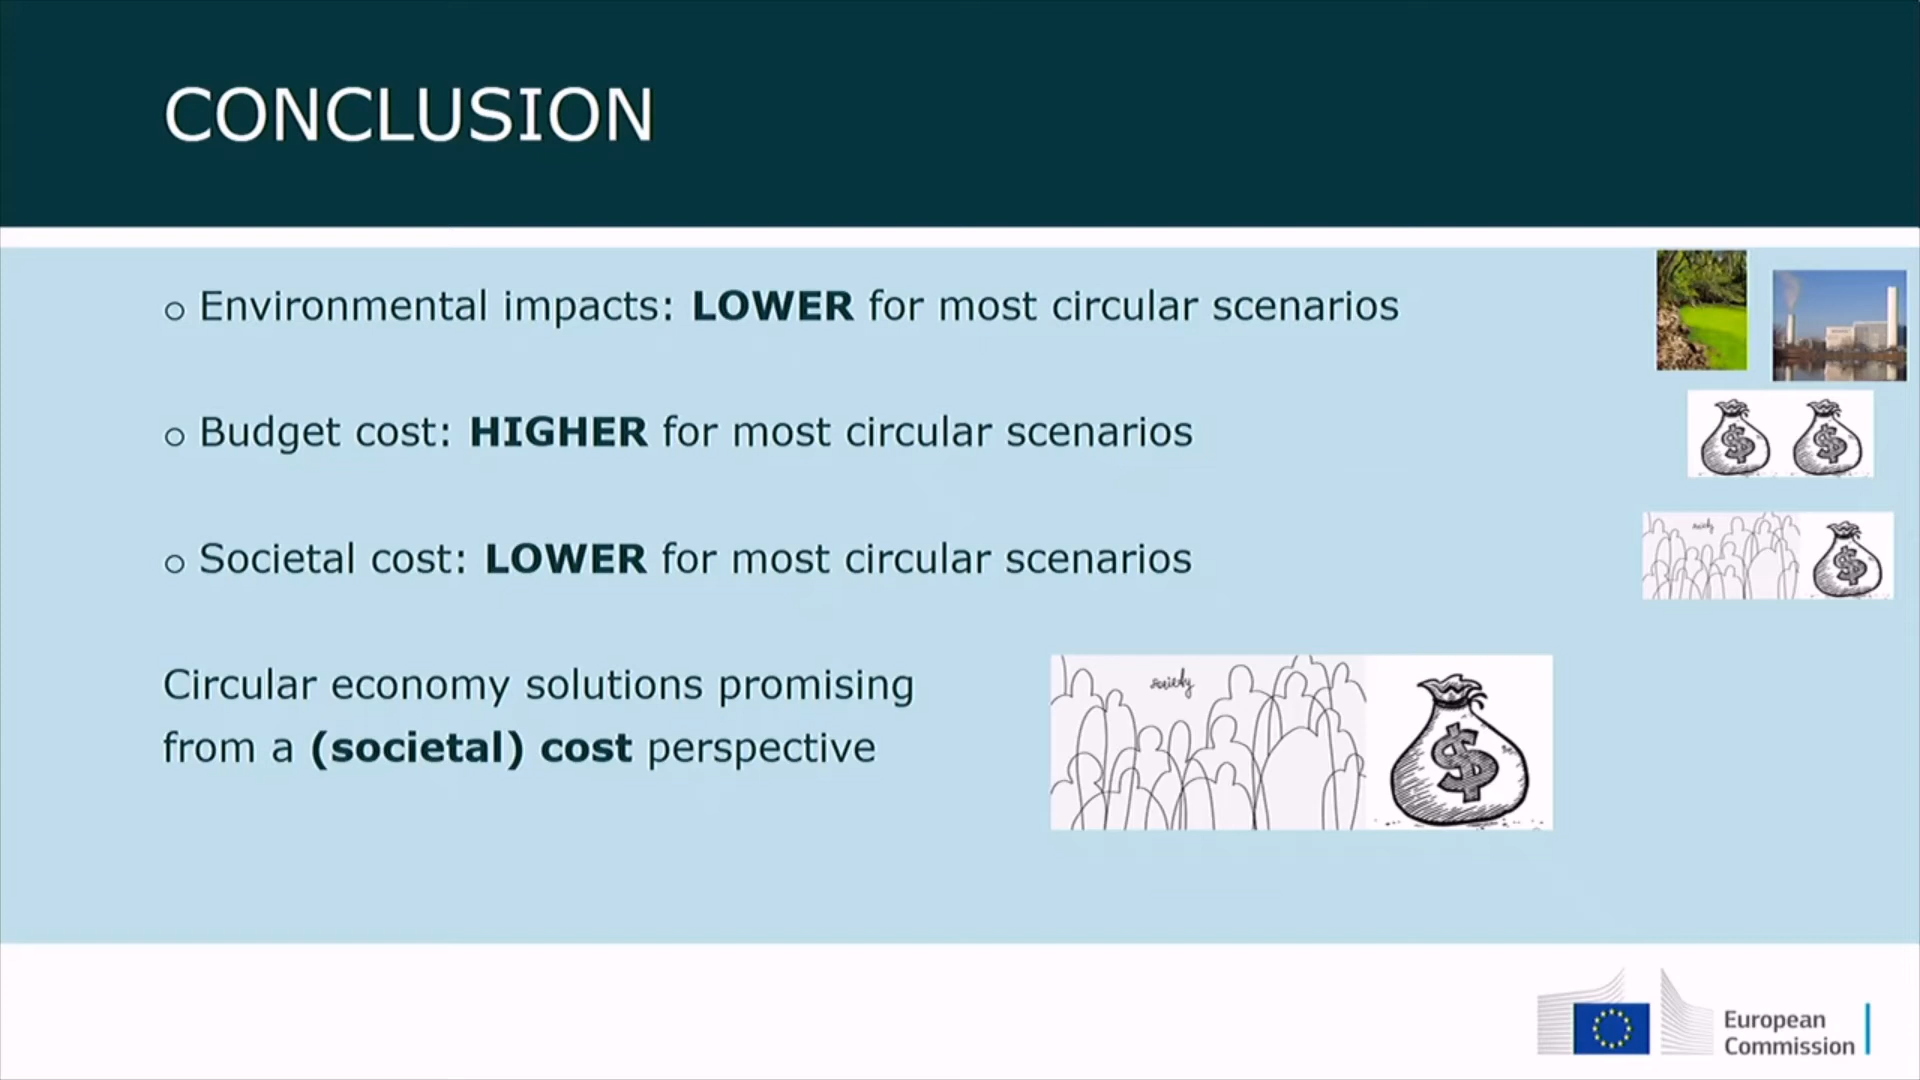 CONCLUSION
o Environmental impacts: LOWER for most circular scenarios
o Budget cost: HIGHER for most circular scenarios
$ $
o Societal cost: LOWER for most circular scenarios
society
$
Circular economy solutions promising
from a (societal) cost perspective
society
$
European
Commission